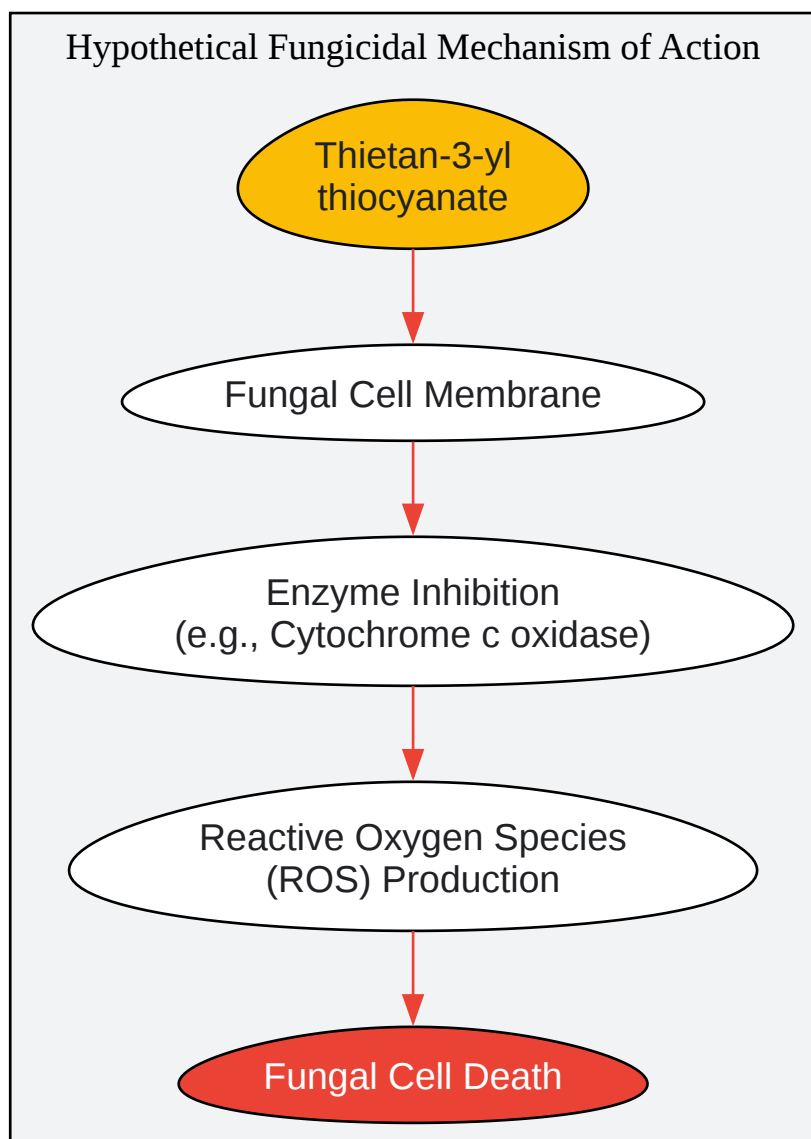 Hypothetical Fungicidal Mechanism of Action
Thietan-3-yl
thiocyanate
Fungal Cell Membrane
Enzyme Inhibition
(e.g., Cytochrome c oxidase)
Reactive Oxygen Species
(ROS) Production
Fungal Cell Death